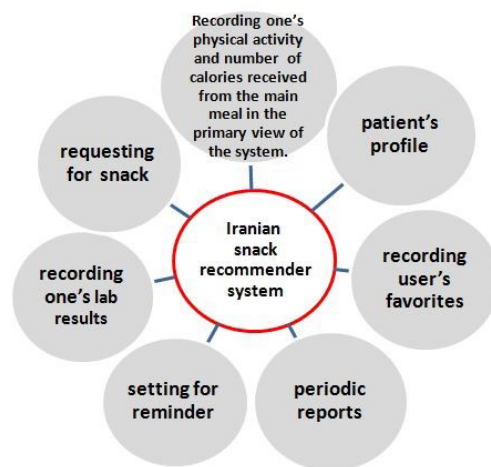 Recording one's
physical activity
and number of
calories received
from the main
meal in the
primary view of
the system.
patient's
profile
requesting
for snack
Iranian
snack
recommender
system
recording
user's
favorites
recording
one's lab
results
setting for
reminder
periodic
reports